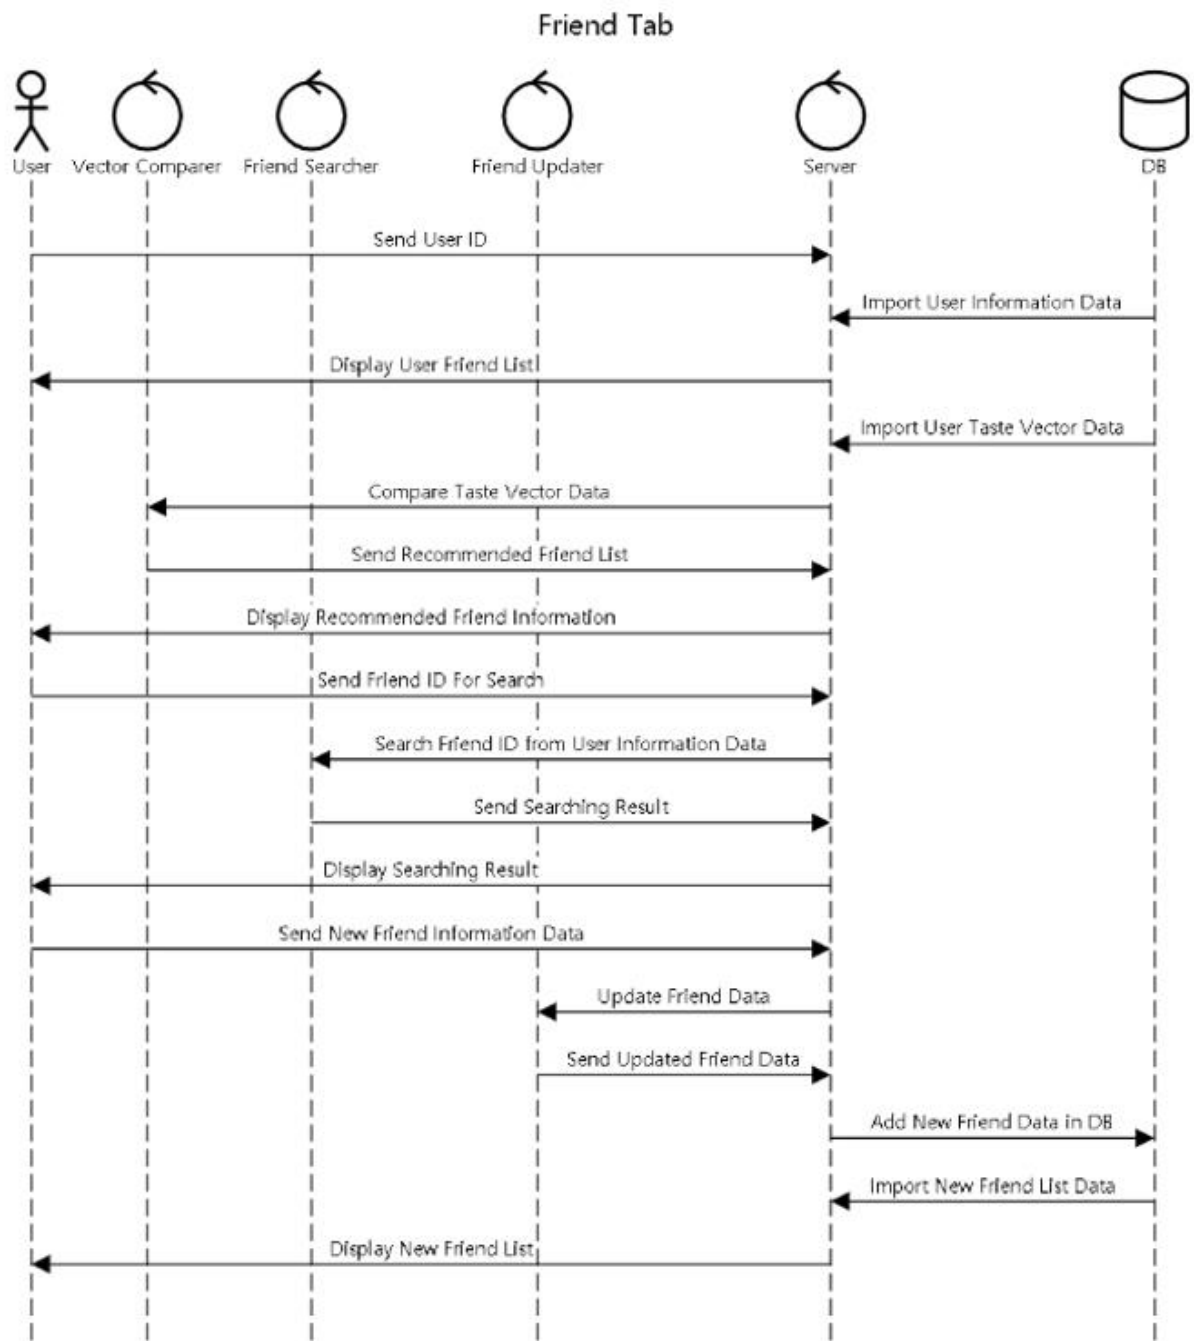 Friend Tab
User Vector Comparer Friend Searcher Friend Updater Server DB
Send User ID
Import User Information Data
Display User Friend List
Import User Taste Vector Data
Compare Taste Vector Data
Send Recommended Friend List
Display Recommended Friend Information
Send Friend ID For Search
Search Friend ID from User Information Data
Send Searching Result
Display Searching Result
Send New Friend Information Data
Update Friend Data
Send Updated Friend Data
Add New Friend Data in DB
Import New Friend List Data
Display New Friend List